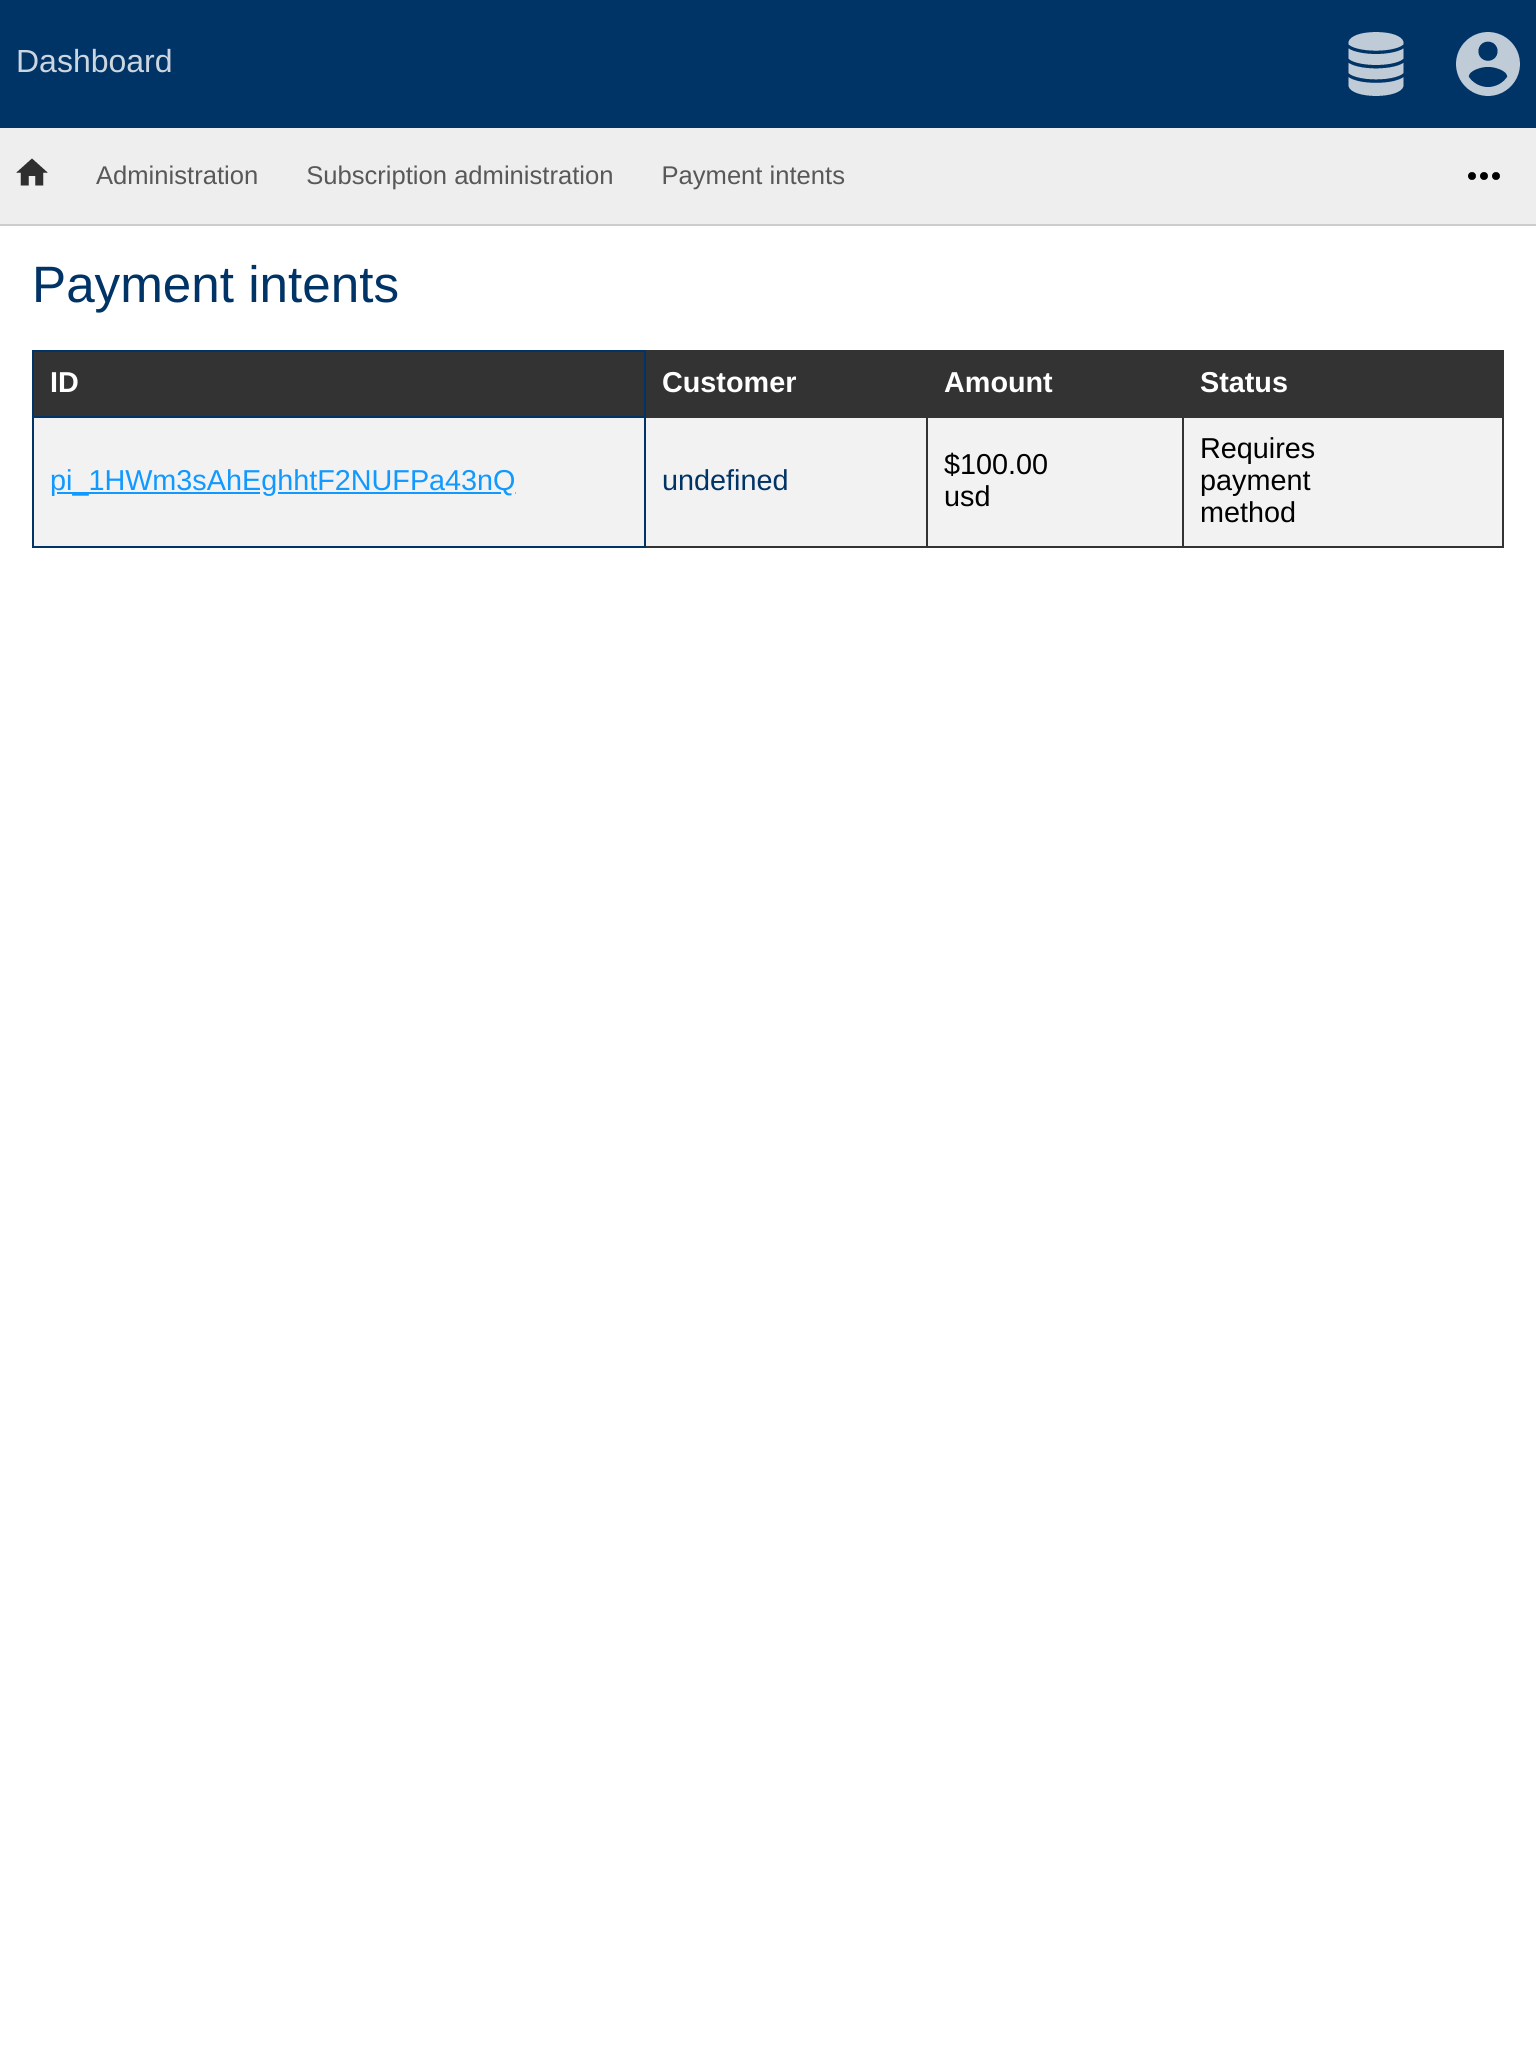 Dashboard
Administration Subscription administration Payment intents
Payment intents
ID Customer Amount Status
pi_1HWm3sAhEghhtF2NUFPa43nQ undefined $100.00 usd Requires payment method